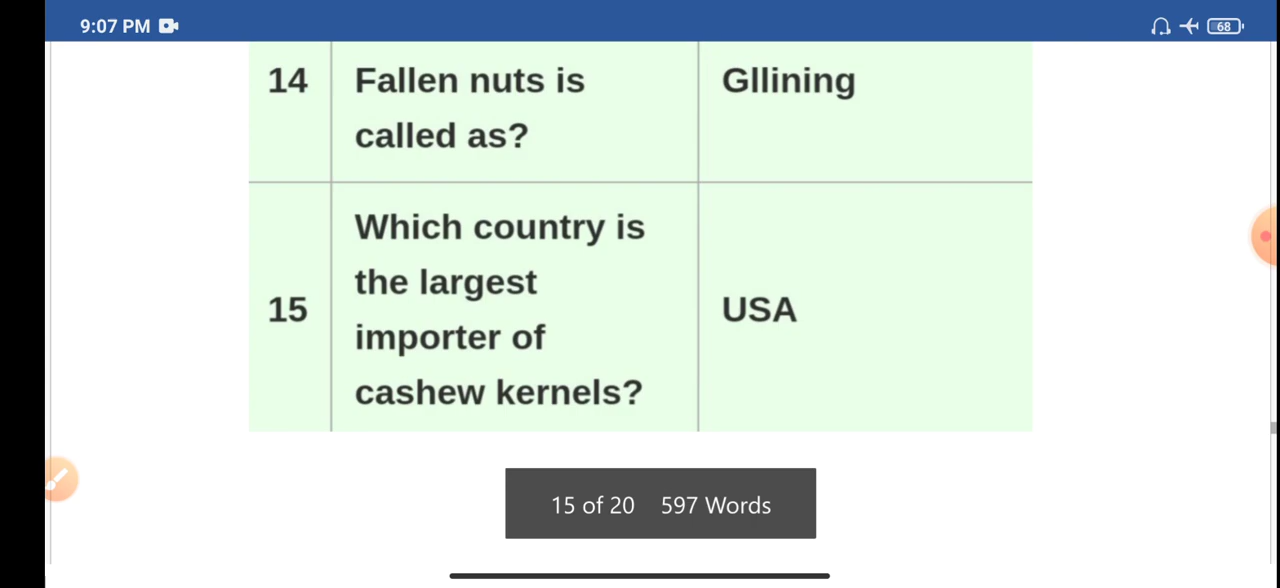 9:07 PM
68
14
Fallen nuts is
called as?
Gllining
15
Which country is
the largest
importer of
cashew kernels?
USA
15 of 20 597 Words